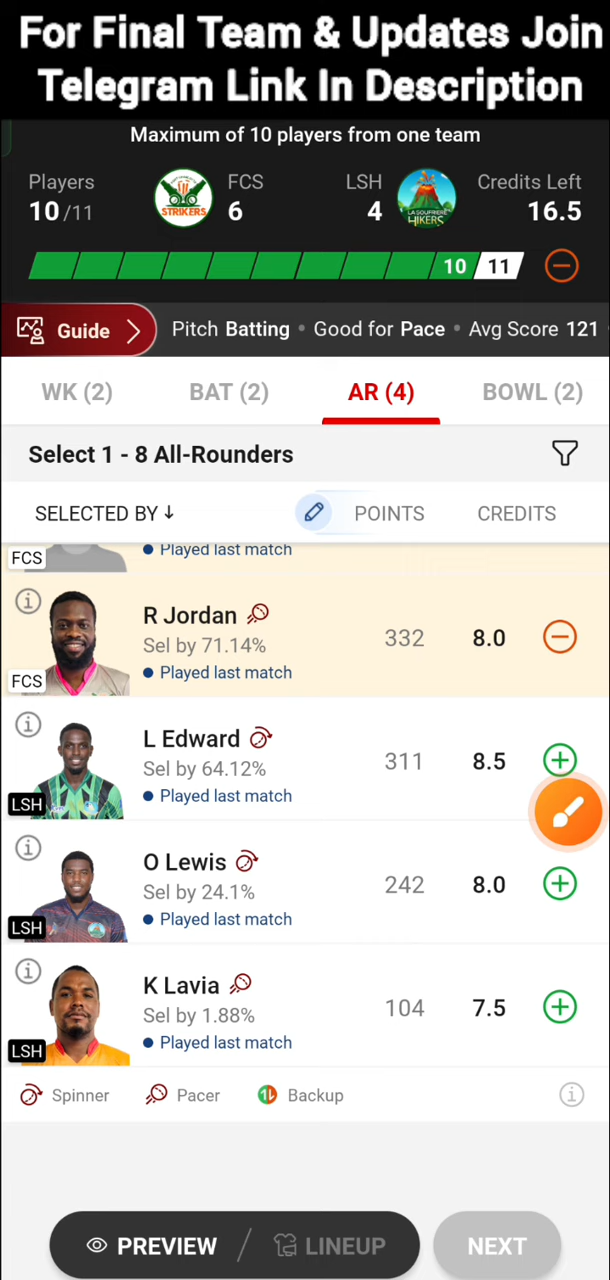 For Final Team & Updates Join
Telegram Link In Description
Maximum of 10 players from one team
Players FCS LSH Credits Left
10/11 STRIKERS 6 4 LA SOUFRIERE HIKERS 16.5
10 11
Guide Pitch Batting • Good for Pace • Avg Score 121
WK (2) BAT (2) AR (4) BOWL (2)
Select 1 - 8 All-Rounders
SELECTED BY ↓ POINTS CREDITS
FCS Played last match
R Jordan
Sel by 71.14% 332 8.0
FCS Played last match
L Edward
Sel by 64.12% 311 8.5
LSH Played last match
O Lewis
Sel by 24.1% 242 8.0
LSH Played last match
K Lavia
Sel by 1.88% 104 7.5
LSH Played last match
Spinner Pacer Backup
PREVIEW / LINEUP NEXT